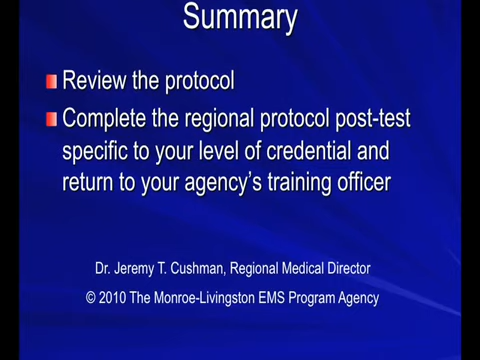 Summary
Review the protocol
Complete the regional protocol post-test
specific to your level of credential and
return to your agency's training officer
Dr. Jeremy T. Cushman, Regional Medical Director
© 2010 The Monroe-Livingston EMS Program Agency